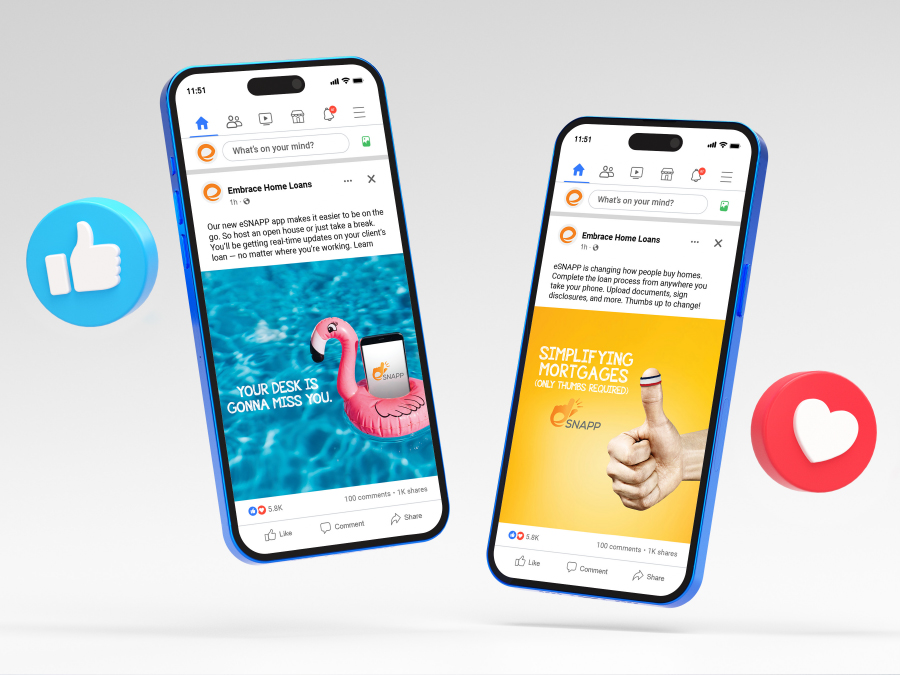 11:51
What's on your mind?
Embrace Home Loans
1h
Our new eSNAPP app makes it easier to be on the
go. So host an open house or just take a break.
You'll be getting real-time updates on your client's
loan — no matter where you're working. Learn
SNAPP
YOUR DESK IS
GONNA MISS YOU.
5.8K
100 comments • 1K shares
Like
Comment
Share
11:51
What's on your mind?
Embrace Home Loans
1h
eSNAPP is changing how people buy homes.
Complete the loan process from anywhere you
take your phone. Upload documents, sign
disclosures, and more. Thumbs up to change!
SIMPLIFYING
MORTGAGES
(ONLY THUMBS REQUIRED)
SNAPP
5.8K
100 comments • 1K shares
Like
Comment
Share